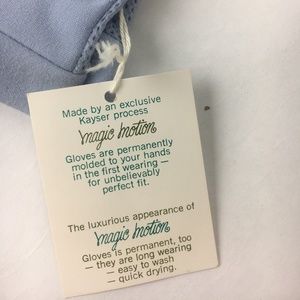 Made by an exclusive
Kayser process
magic motion
Gloves are permanently
molded to your hands
in the first wearing —
for unbelievably
perfect fit.
The luxurious appearance of
magic motion
Gloves is permanent, too
— they are long wearing
— easy to wash
— quick drying.